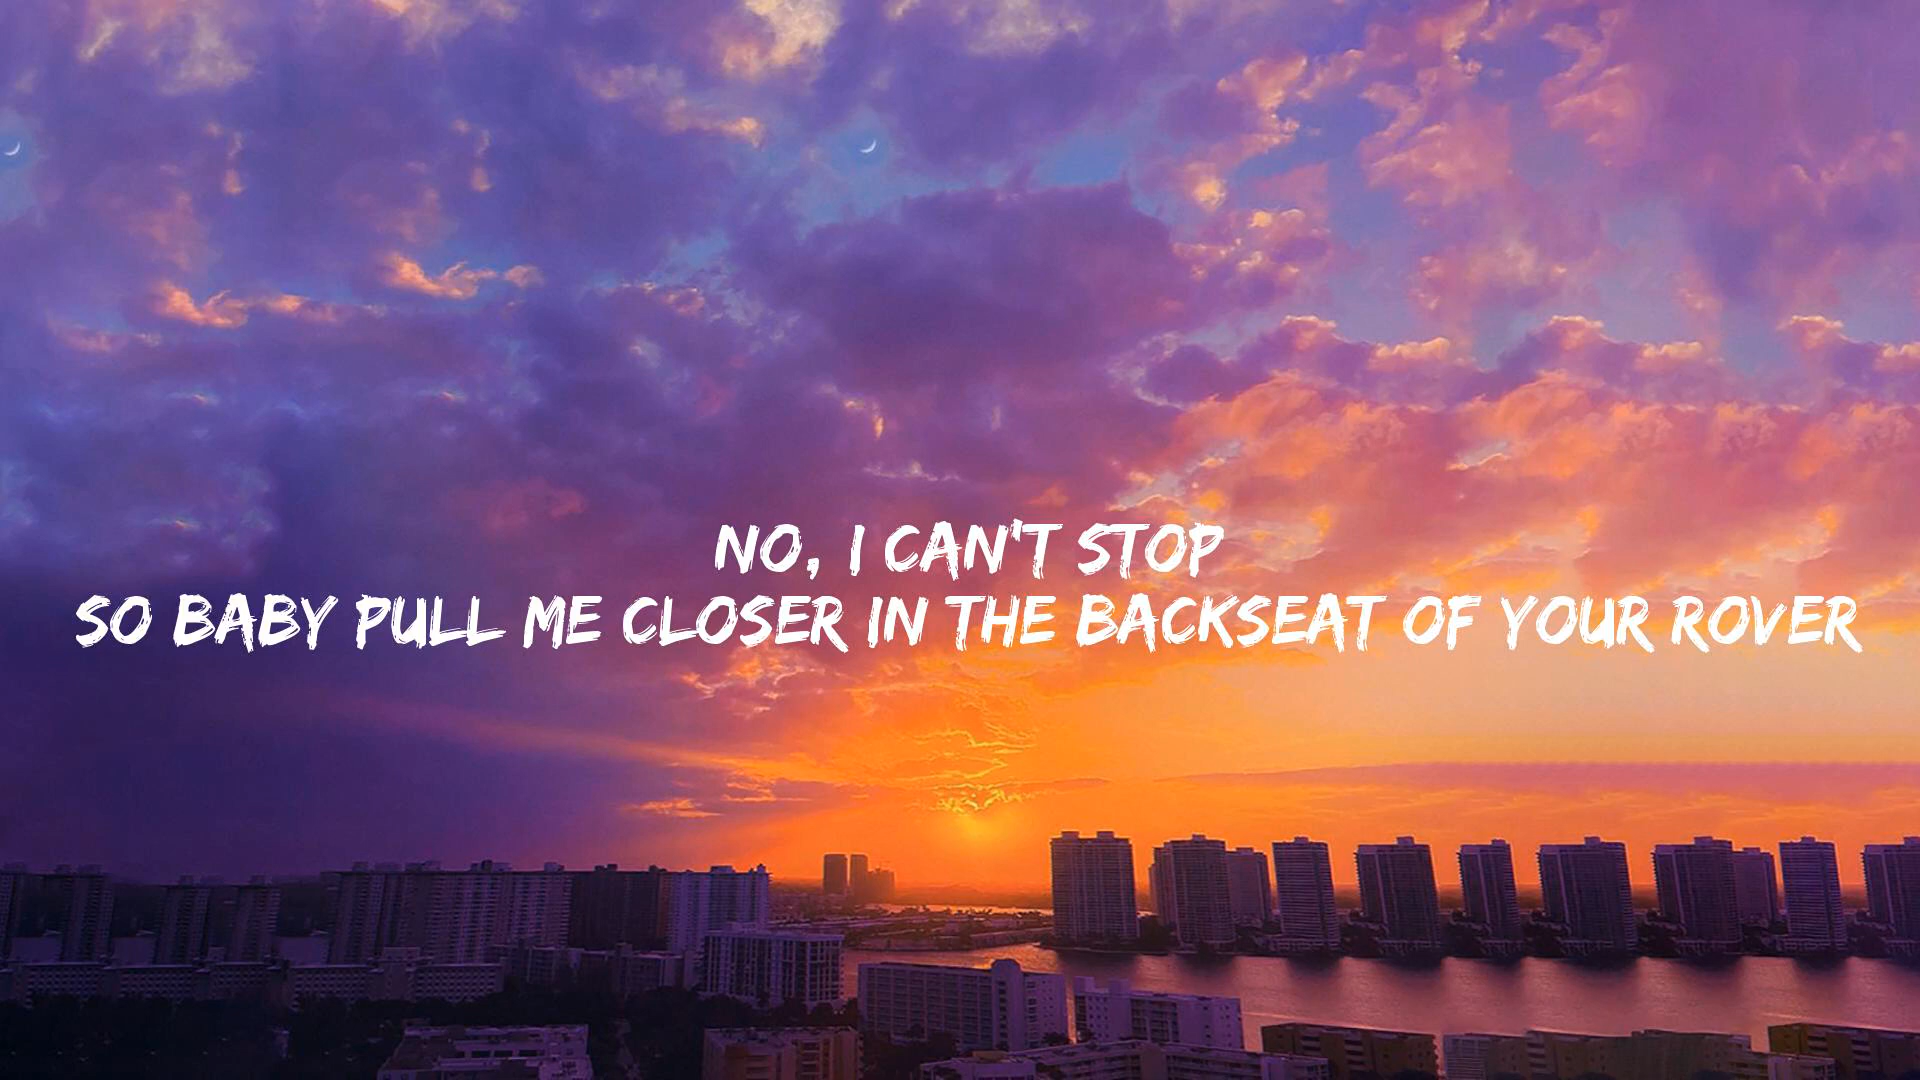 NO, I CAN'T STOP
SO BABY PULL ME CLOSER IN THE BACKSEAT OF YOUR ROVER